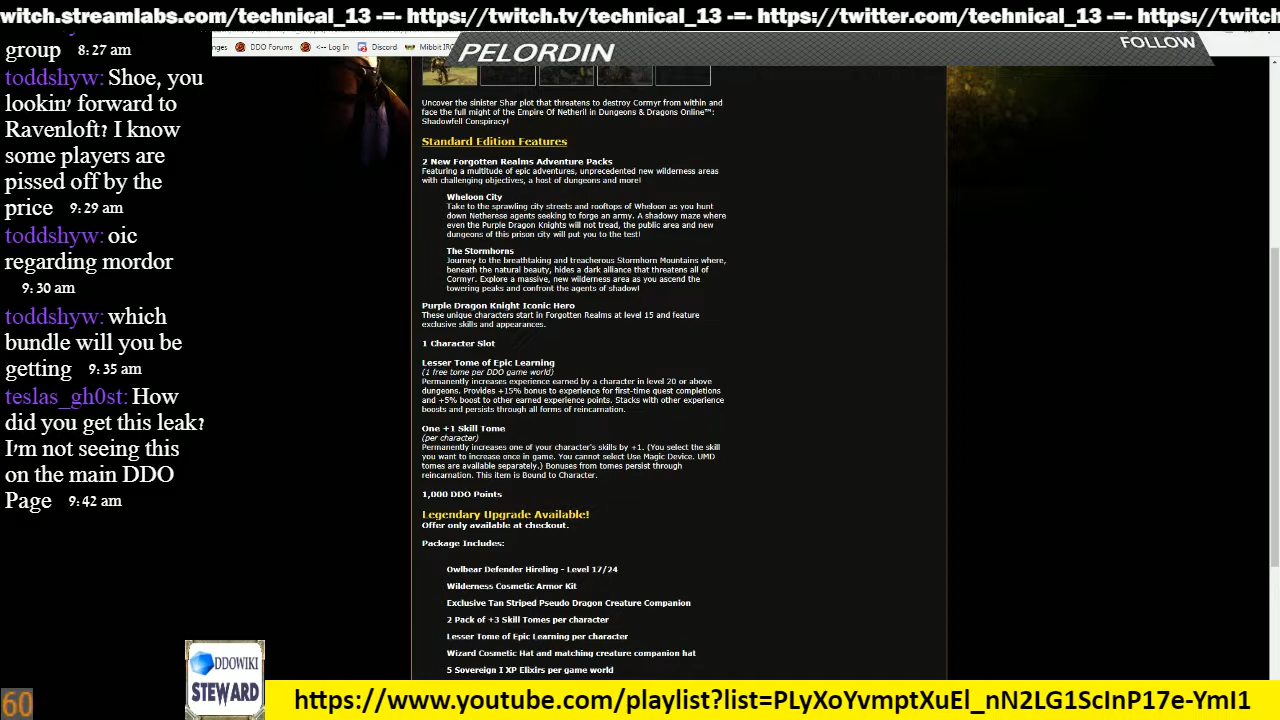 witch.streamlabs.com/technical_13 -=- https://twitch.tv/technical_13 -=- https://twitter.com/technical_13 -=- https://twitc
group 8:27 am
toddshyw: Shoe, you
lookin' forward to
Ravenloft? I know
some players are
pissed off by the
price 9:29 am
toddshyw: oic
regarding mordor
9:30 am
toddshyw: which
bundle will you be
getting 9:35 am
teslas_gh0st: How
did you get this leak?
I'm not seeing this
on the main DDO
Page 9:42 am
nges DDO Forums <-- Log In Discord Mibbit IR
PELORDIN
FOLLOW
Uncover the sinister Shar plot that threatens to destroy Cormyr from within and
face the full might of the Empire Of Netheril in Dungeons & Dragons Online™:
Shadowfell Conspiracy!
Standard Edition Features
2 New Forgotten Realms Adventure Packs
Featuring a multitude of epic adventures, unprecedented new wilderness areas
with challenging objectives, a host of dungeons and more!
Wheloon City
Take to the sprawling city streets and rooftops of Wheloon as you hunt
down Netherese agents seeking to forge an army. A shadowy maze where
even the Purple Dragon Knights will not tread, the public area and new
dungeons of this prison city will put you to the test!
The Stormhorns
Journey to the breathtaking and treacherous Stormhorn Mountains where,
beneath the natural beauty, hides a dark alliance that threatens all of
Cormyr. Explore a massive, new wilderness area as you ascend the
towering peaks and confront the agents of shadow!
Purple Dragon Knight Iconic Hero
These unique characters start in Forgotten Realms at level 15 and feature
exclusive skills and appearances.
1 Character Slot
Lesser Tome of Epic Learning
(1 free tome per DDO game world)
Permanently increases experience earned by a character in level 20 or above
dungeons. Provides +15% bonus to experience for first-time quest completions
and +5% boost to other earned experience points. Stacks with other experience
boosts and persists through all forms of reincarnation.
One +1 Skill Tome
(per character)
Permanently increases one of your character's skills by +1. (You select the skill
you want to increase once in game. You cannot select Use Magic Device. UMD
tomes are available separately.) Bonuses from tomes persist through
reincarnation. This item is Bound to Character.
1,000 DDO Points
Legendary Upgrade Available!
Offer only available at checkout.
Package Includes:
Owlbear Defender Hireling - Level 17/24
Wilderness Cosmetic Armor Kit
Exclusive Tan Striped Pseudo Dragon Creature Companion
2 Pack of +3 Skill Tomes per character
Lesser Tome of Epic Learning per character
Wizard Cosmetic Hat and matching creature companion hat
5 Sovereign I XP Elixirs per game world
DDOWIKI
STEWARD
60
https://www.youtube.com/playlist?list=PLyXoYvmptXuEl_nN2LG1ScInP17e-YmI1